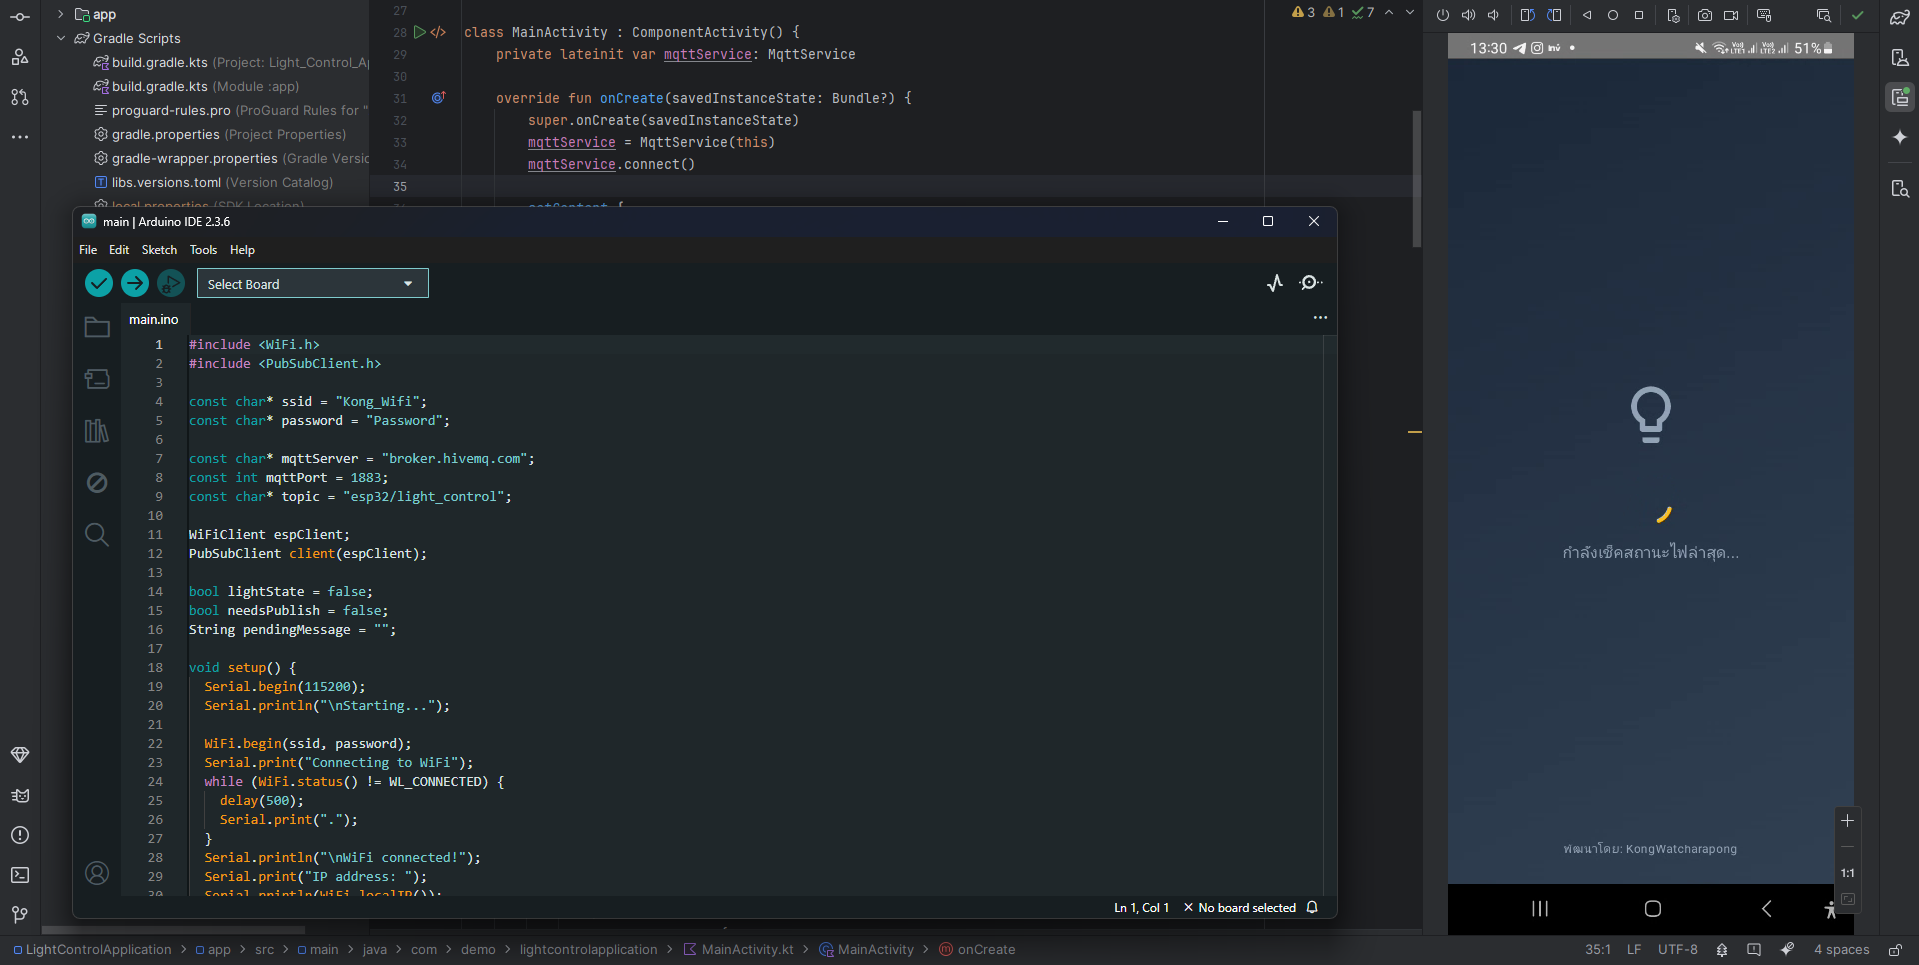 app
Gradle Scripts
build.gradle.kts (Project: Light_Control_A
build.gradle.kts (Module :app)
proguard-rules.pro (ProGuard Rules for "
gradle.properties (Project Properties)
gradle-wrapper.properties (Gradle Versio
libs.versions.toml (Version Catalog)
local.properties (SDK Location)
27
28 class MainActivity : ComponentActivity() {
29 private lateinit var mqttService: MqttService
30
31 override fun onCreate(savedInstanceState: Bundle?) {
32 super.onCreate(savedInstanceState)
33 mqttService = MqttService(this)
34 mqttService.connect()
35
setContent {
3 1 7
main | Arduino IDE 2.3.6
File Edit Sketch Tools Help
Select Board
main.ino
1 #include <WiFi.h>
2 #include <PubSubClient.h>
3
4 const char* ssid = "Kong_Wifi";
5 const char* password = "Password";
6
7 const char* mqttServer = "broker.hivemq.com";
8 const int mqttPort = 1883;
9 const char* topic = "esp32/light_control";
10
11 WiFiClient espClient;
12 PubSubClient client(espClient);
13
14 bool lightState = false;
15 bool needsPublish = false;
16 String pendingMessage = "";
17
18 void setup() {
19 Serial.begin(115200);
20 Serial.println("\nStarting...");
21
22 WiFi.begin(ssid, password);
23 Serial.print("Connecting to WiFi");
24 while (WiFi.status() != WL_CONNECTED) {
25 delay(500);
26 Serial.print(".");
27 }
28 Serial.println("\nWiFi connected!");
29 Serial.print("IP address: ");
30 Serial.println(WiFi.localIP());
Ln 1, Col 1 × No board selected
13:30 51%
กำลังเช็คสถานะไฟล่าสุด...
พัฒนาโดย: KongWatcharapong
1:1
LightControlApplication > app > src > main > java > com > demo > lightcontrolapplication > MainActivity.kt > MainActivity > onCreate
35:1 LF UTF-8 4 spaces